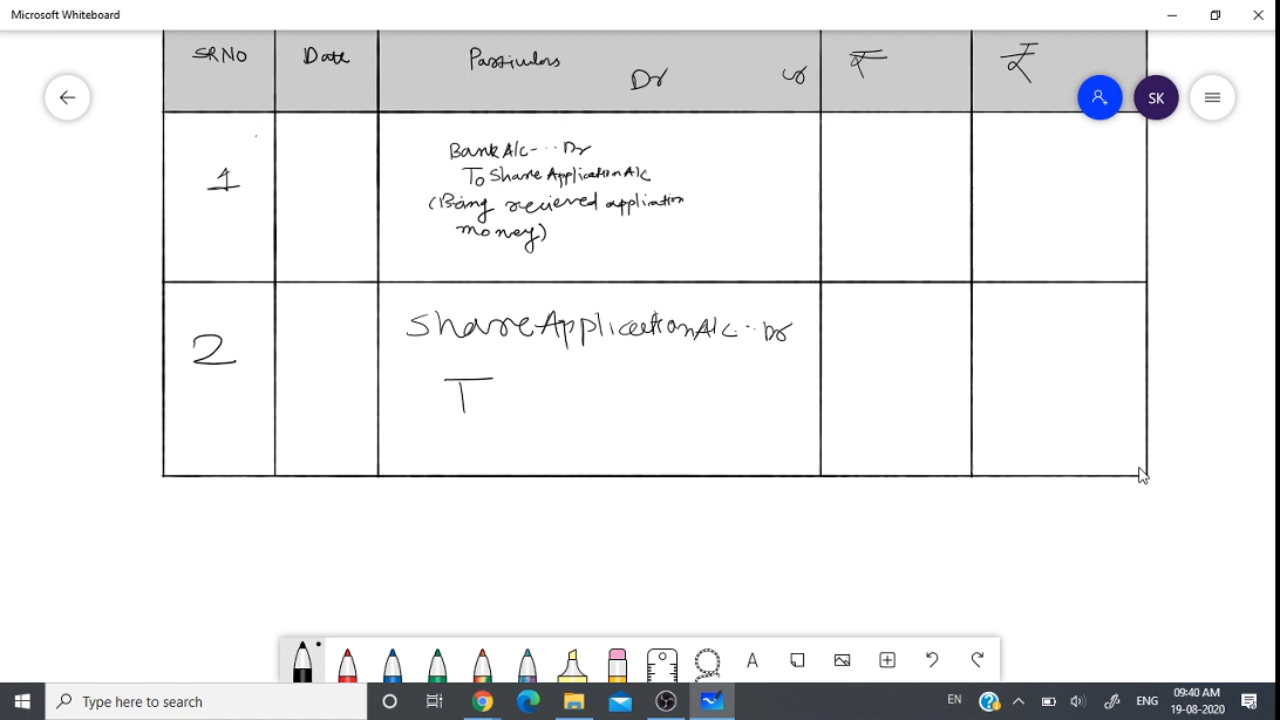 Microsoft Whiteboard
SRNO Date Particulars ₹ ₹
Dr
SK
1
Bank A/c-...Dr
To Share Application A/c
(Being recieved application
money)
2
Share Application A/c...Dr
T
A
Type here to search
EN
ENG
09:40 AM
19-08-2020